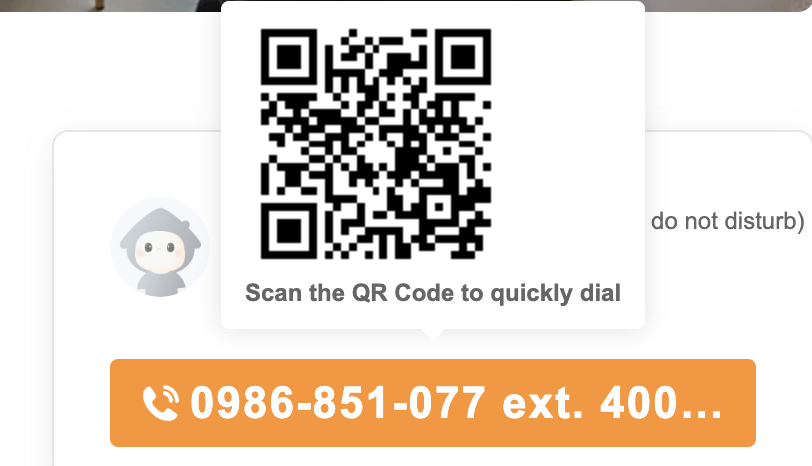 do not disturb)
Scan the QR Code to quickly dial
0986-851-077 ext. 400...